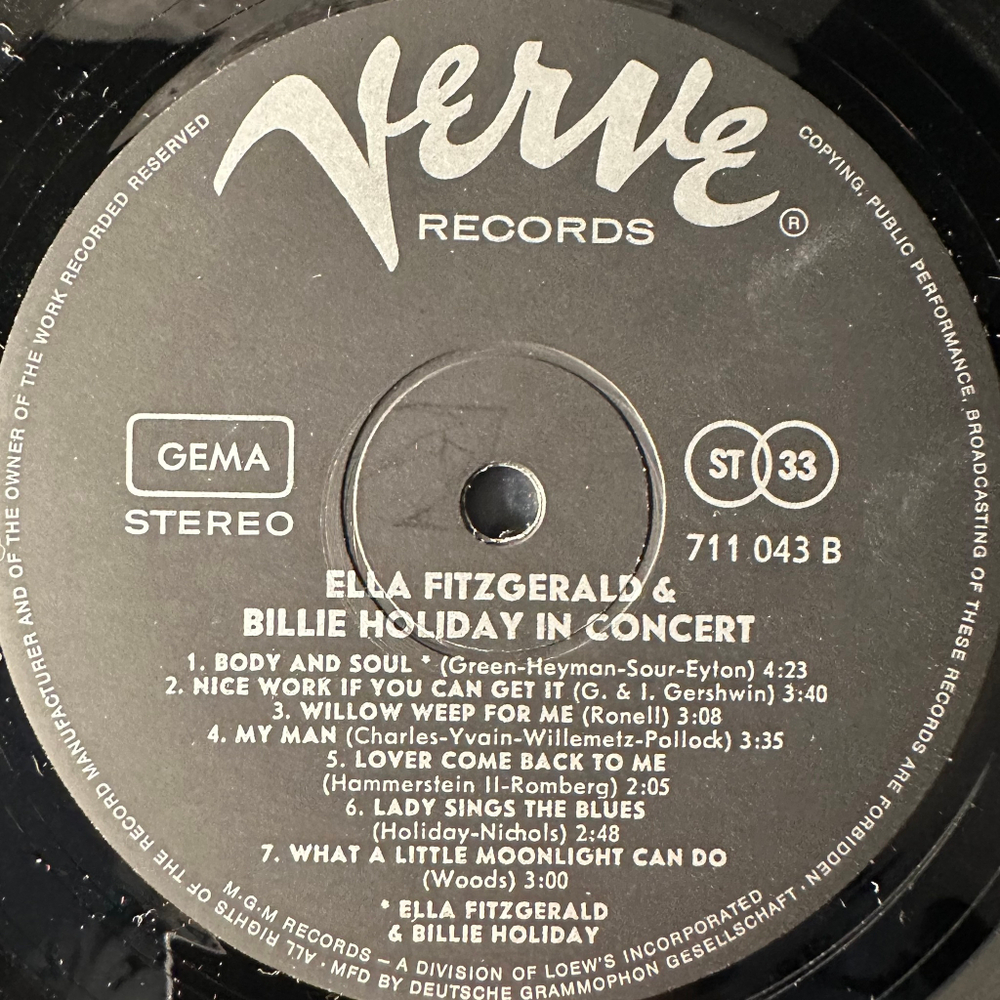 Verve
RECORDS
®
GEMA
STEREO
ST 33
711 043 B
ELLA FITZGERALD &
BILLIE HOLIDAY IN CONCERT
1. BODY AND SOUL * (Green-Heyman-Sour-Eyton) 4:23
2. NICE WORK IF YOU CAN GET IT (G. & I. Gershwin) 3:40
3. WILLOW WEEP FOR ME (Ronell) 3:08
4. MY MAN (Charles-Yvain-Willemetz-Pollock) 3:35
5. LOVER COME BACK TO ME
(Hammerstein II-Romberg) 2:05
6. LADY SINGS THE BLUES
(Holiday-Nichols) 2:48
7. WHAT A LITTLE MOONLIGHT CAN DO
(Woods) 3:00
* ELLA FITZGERALD
& BILLIE HOLIDAY
M·G·M RECORDS – A DIVISION OF LOEW'S INCORPORATED
· MFD BY DEUTSCHE GRAMMOPHON GESELLSCHAFT · ALL RIGHTS OF THE RECORD MANUFACTURER AND OF THE OWNER OF THE WORK RECORDED RESERVED
COPYING, PUBLIC PERFORMANCE, BROADCASTING OF THESE RECORDS ARE FORBIDDEN